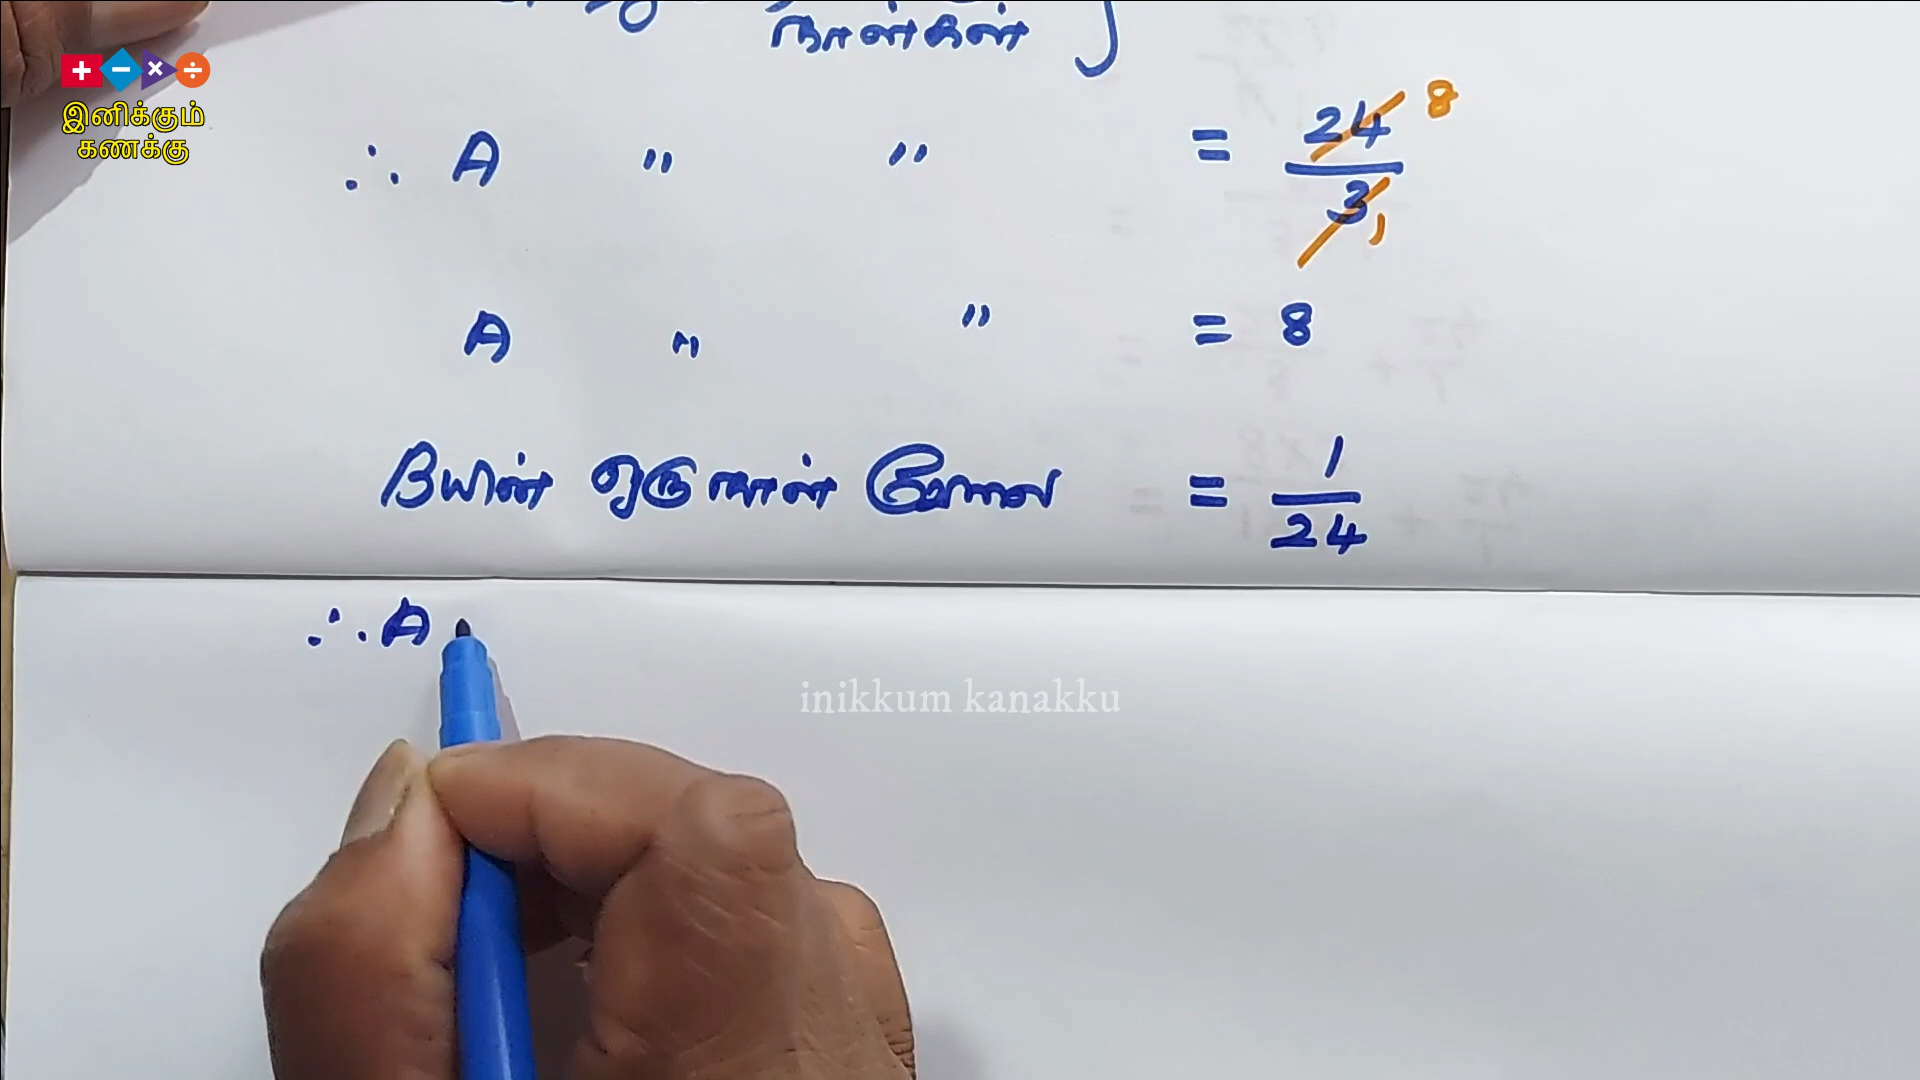 நாள்கள் }
இனிக்கும்
கணக்கு
∴ A " " = 24/3 8 1
A " " = 8
Bயின் ஒருநாள் வேலை = 1/24
∴ A
inikkum kanakku